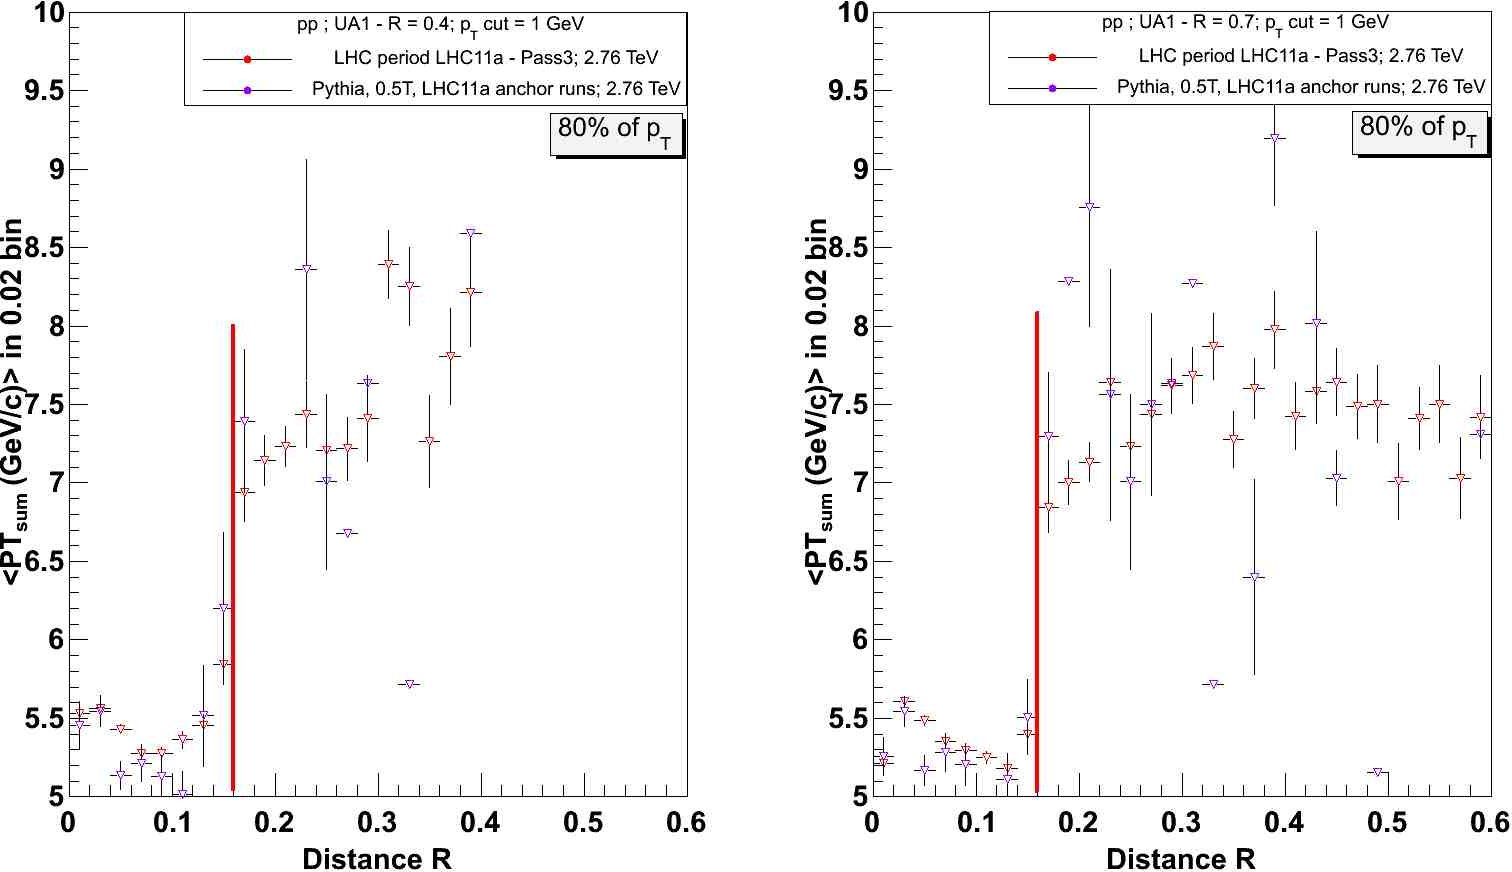 pp ; UA1 - R = 0.4; pT cut = 1 GeV
LHC period LHC11a - Pass3; 2.76 TeV
Pythia, 0.5T, LHC11a anchor runs; 2.76 TeV
80% of pT
<PTsum (GeV/c)> in 0.02 bin
10
9.5
9
8.5
8
7.5
7
6.5
6
5.5
5
0 0.1 0.2 0.3 0.4 0.5 0.6
Distance R
pp ; UA1 - R = 0.7; pT cut = 1 GeV
LHC period LHC11a - Pass3; 2.76 TeV
Pythia, 0.5T, LHC11a anchor runs; 2.76 TeV
80% of pT
<PTsum (GeV/c)> in 0.02 bin
10
9.5
9
8.5
8
7.5
7
6.5
6
5.5
5
0 0.1 0.2 0.3 0.4 0.5 0.6
Distance R